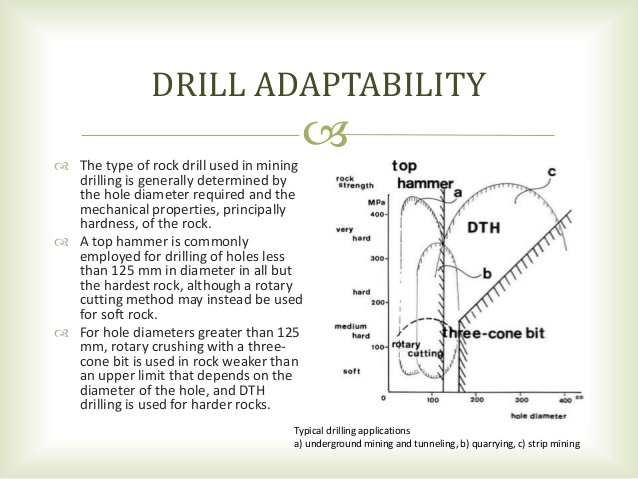 DRILL ADAPTABILITY
The type of rock drill used in mining
drilling is generally determined by
the hole diameter required and the
mechanical properties, principally
hardness, of the rock.
A top hammer is commonly
employed for drilling of holes less
than 125 mm in diameter in all but
the hardest rock, although a rotary
cutting method may instead be used
for soft rock.
For hole diameters greater than 125
mm, rotary crushing with a three-
cone bit is used in rock weaker than
an upper limit that depends on the
diameter of the hole, and DTH
drilling is used for harder rocks.
top
hammer
rock
strength
a
c
MPa
400
very
hard
DTH
300
b
hard
200
medium
hard
three-cone bit
rotary
cutting
100
soft
0 100 200 300 400 mm
hole diameter
Typical drilling applications
a) underground mining and tunneling, b) quarrying, c) strip mining